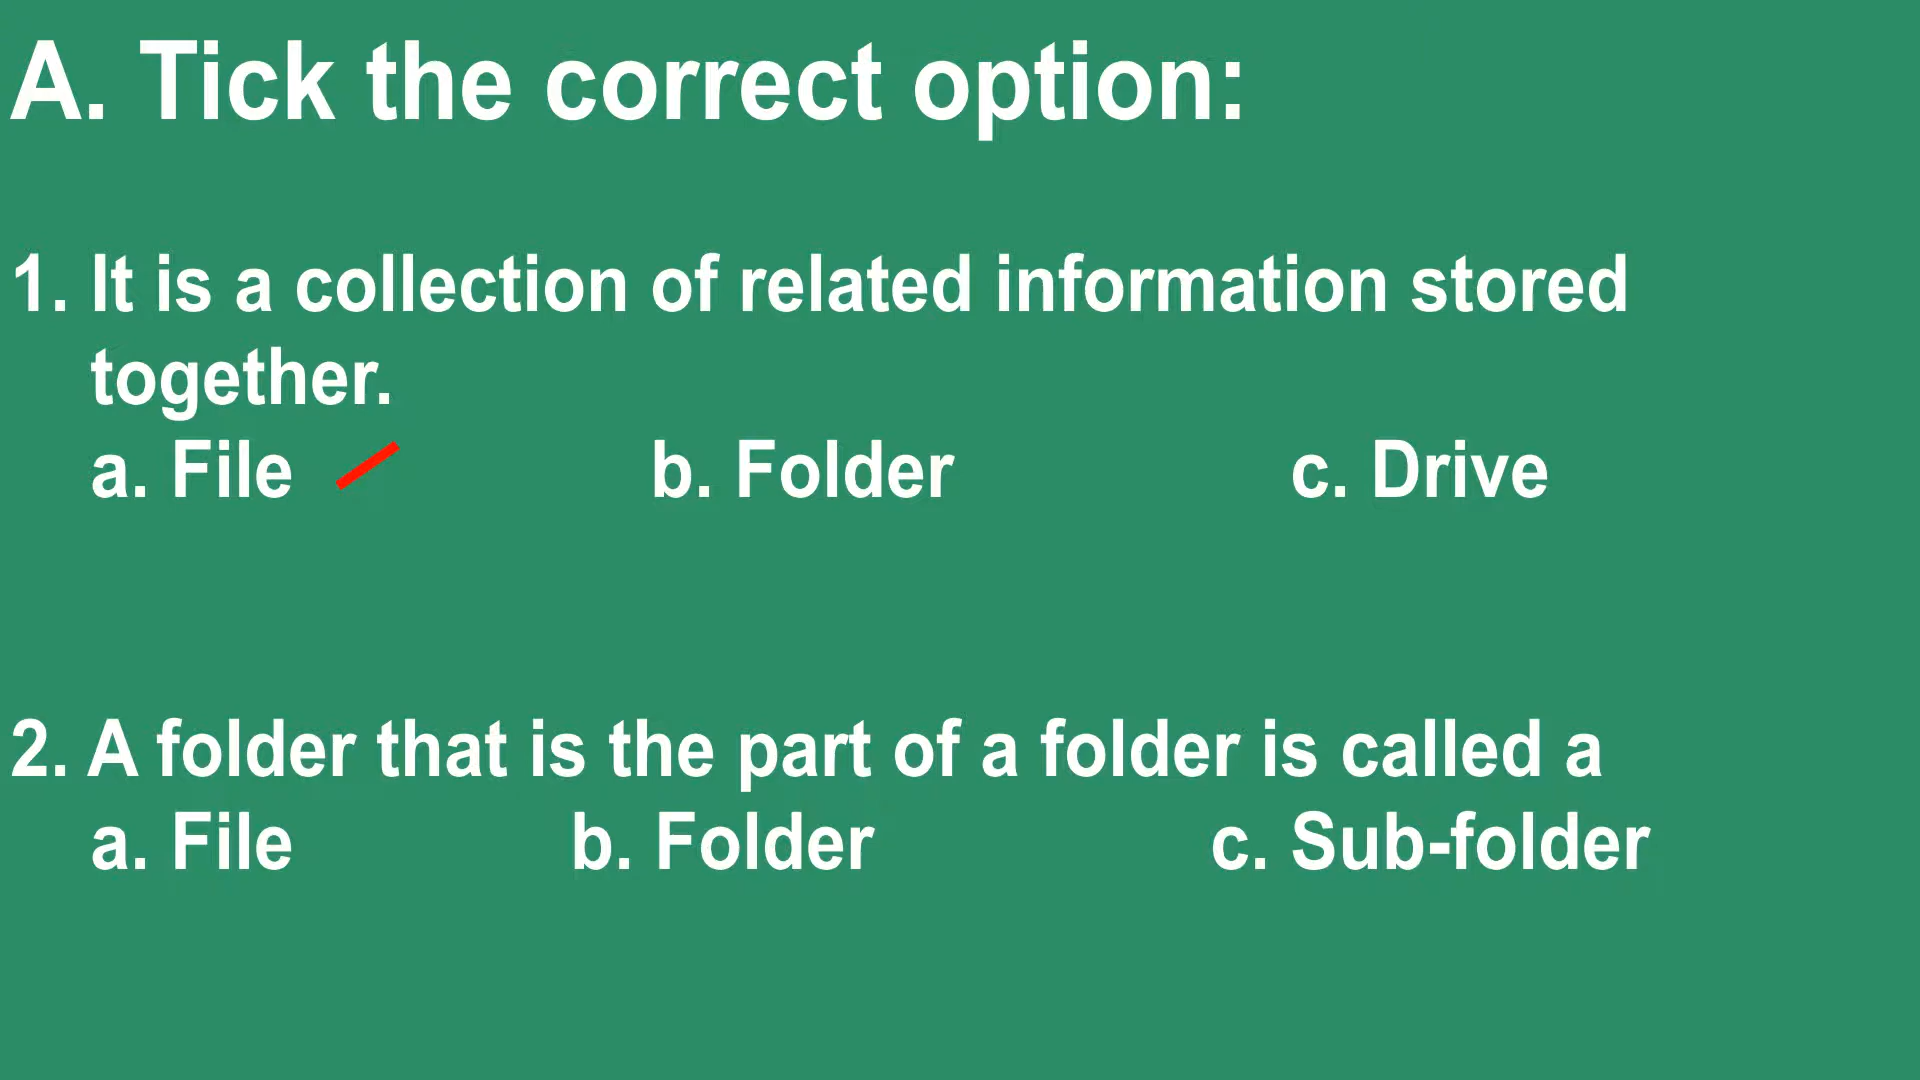 A. Tick the correct option:
1. It is a collection of related information stored
together.
a. File b. Folder c. Drive
2. A folder that is the part of a folder is called a
a. File b. Folder c. Sub-folder